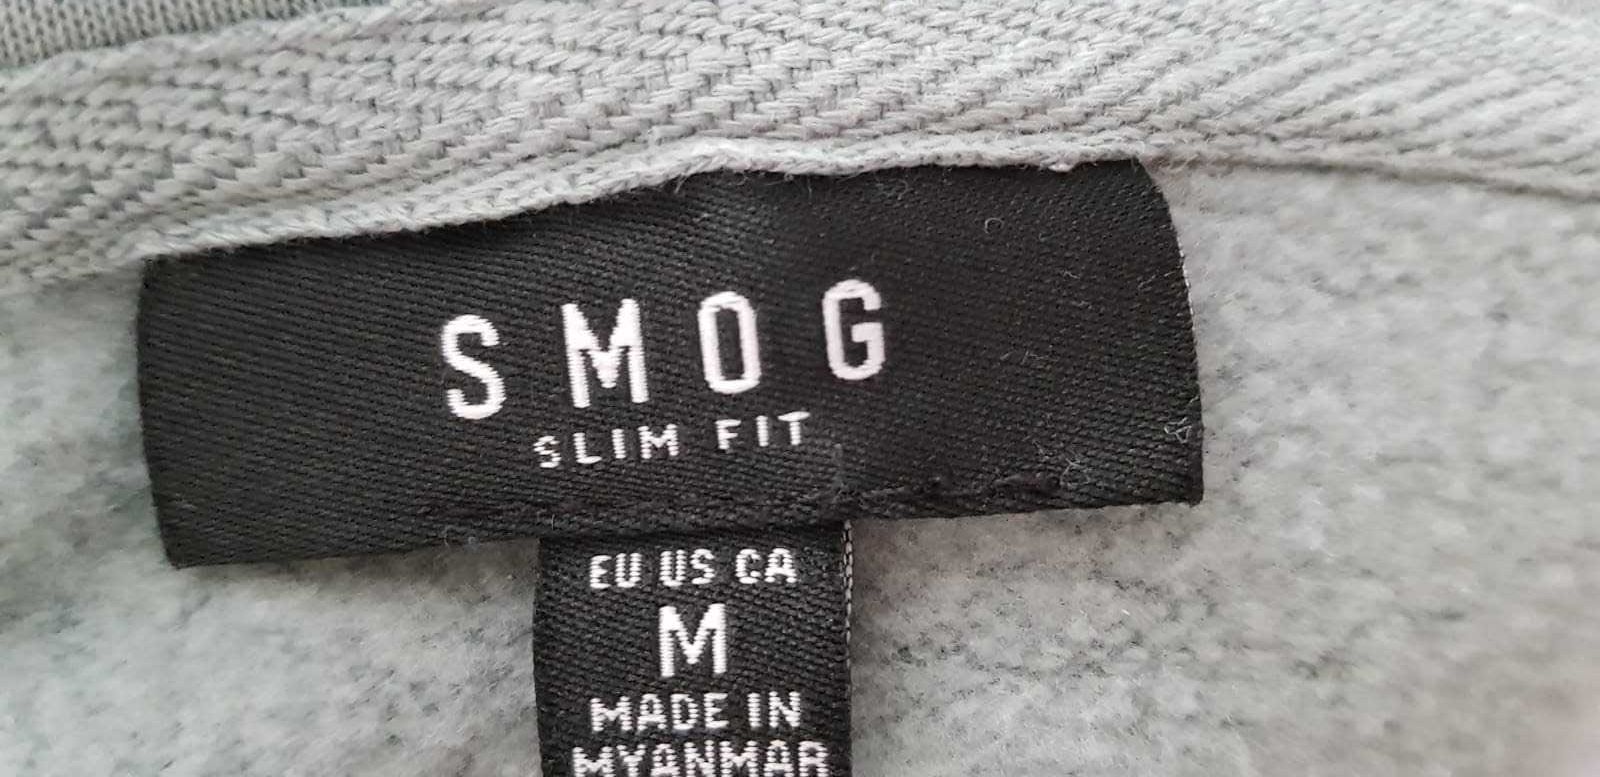 SMOG
SLIM FIT
EU US CA
M
MADE IN
MYANMAR